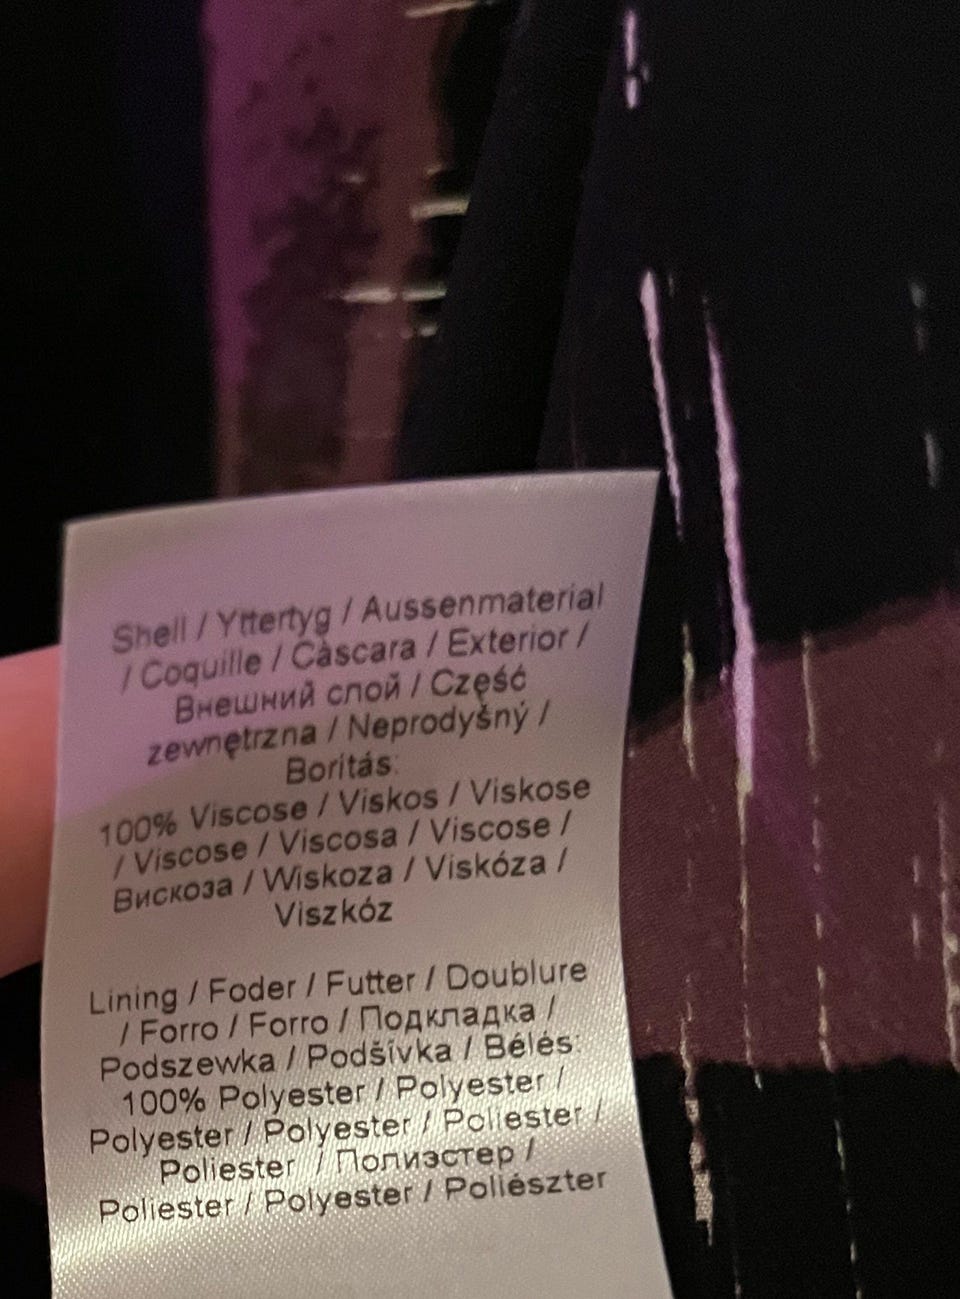 Shell / Yttertyg / Aussenmaterial
/ Coquille / Càscara / Exterior /
Внешний слой / Część
zewnętrzna / Neprodyšný /
Borítás:
100% Viscose / Viskos / Viskose
/ Viscose / Viscosa / Viscose /
Вискоза / Wiskoza / Viskóza /
Viszkóz
Lining / Foder / Futter / Doublure
/ Forro / Forro / Подкладка /
Podszewka / Podšívka / Bélés:
100% Polyester / Polyester /
Polyester / Polyester / Poliester /
Poliester / Полиэстер /
Poliester / Polyester / Poliészter